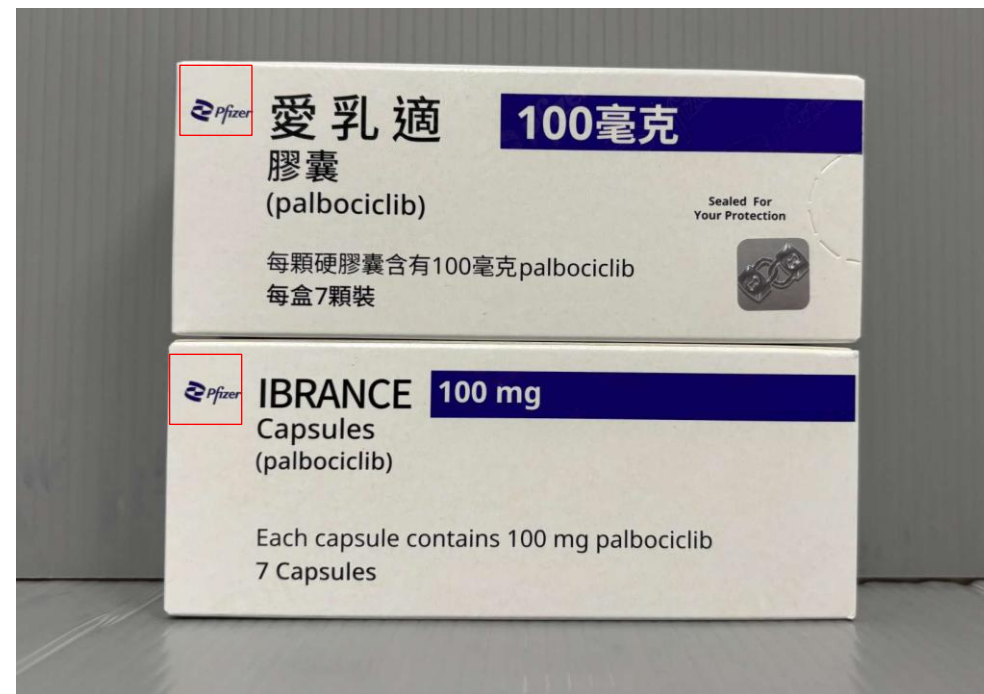 Pfizer
愛乳適 100毫克
膠囊
(palbociclib)
Sealed For
Your Protection
每顆硬膠囊含有100毫克palbociclib
每盒7顆裝
Pfizer
IBRANCE 100 mg
Capsules
(palbociclib)
Each capsule contains 100 mg palbociclib
7 Capsules